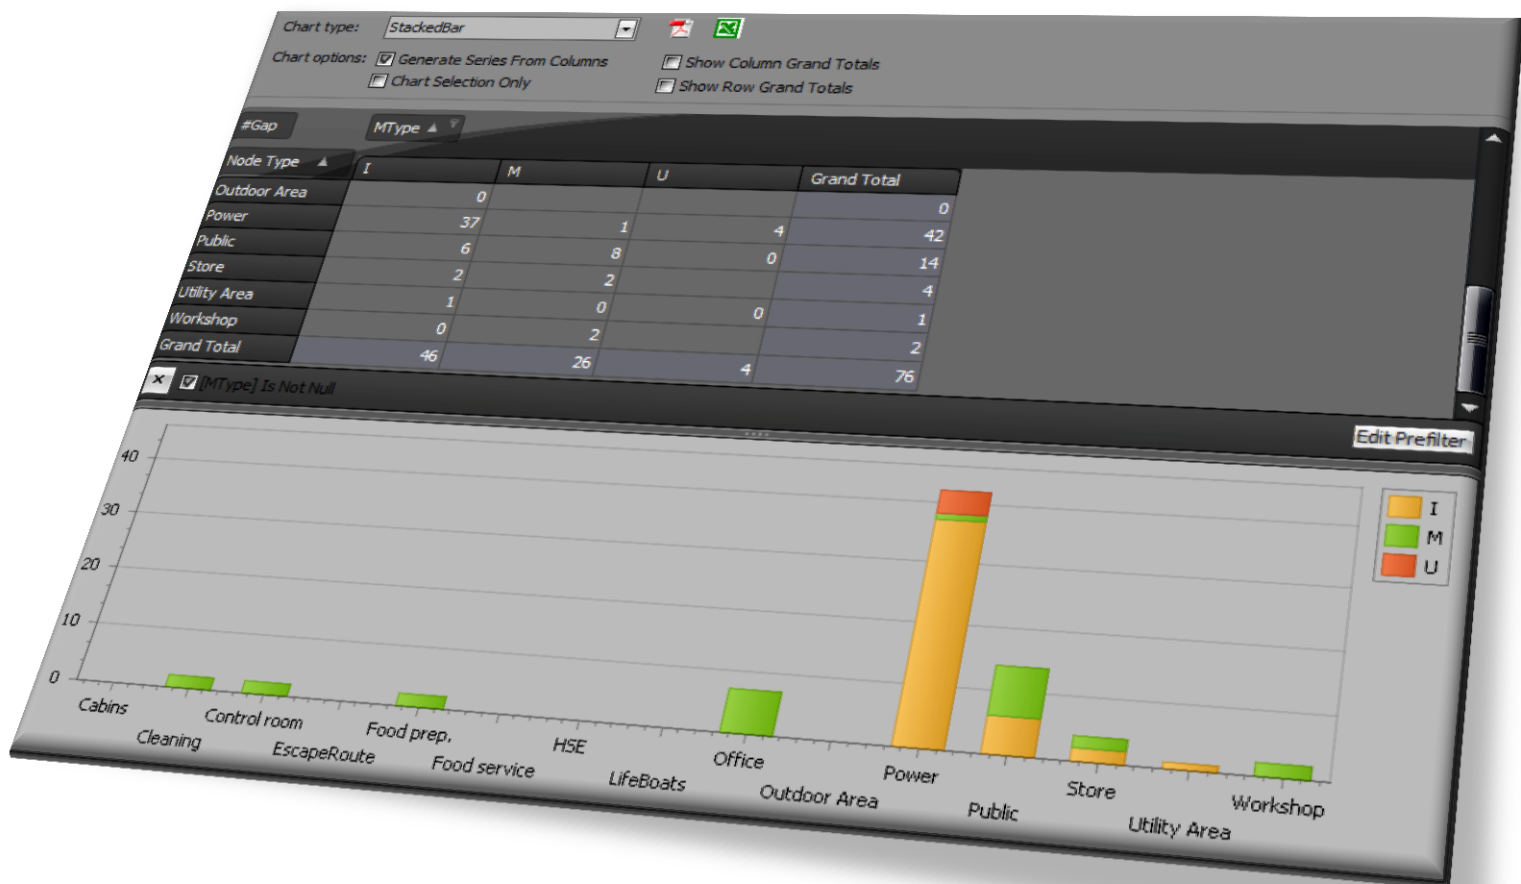 Chart type: StackedBar
Chart options: Generate Series From Columns Show Column Grand Totals
Chart Selection Only Show Row Grand Totals
#Gap MType
Node Type I M U Grand Total
Outdoor Area 0 0
Power 37 1 4 42
Public 6 8 0 14
Store 2 2 4
Utility Area 1 0 0 1
Workshop 0 2 2
Grand Total 46 26 4 76
[MType] Is Not Null
Edit Prefilter
40
30
20
10
0
I
M
U
Cabins
Cleaning
Control room
EscapeRoute
Food prep.
Food service
HSE
LifeBoats
Office
Outdoor Area
Power
Public
Store
Utility Area
Workshop